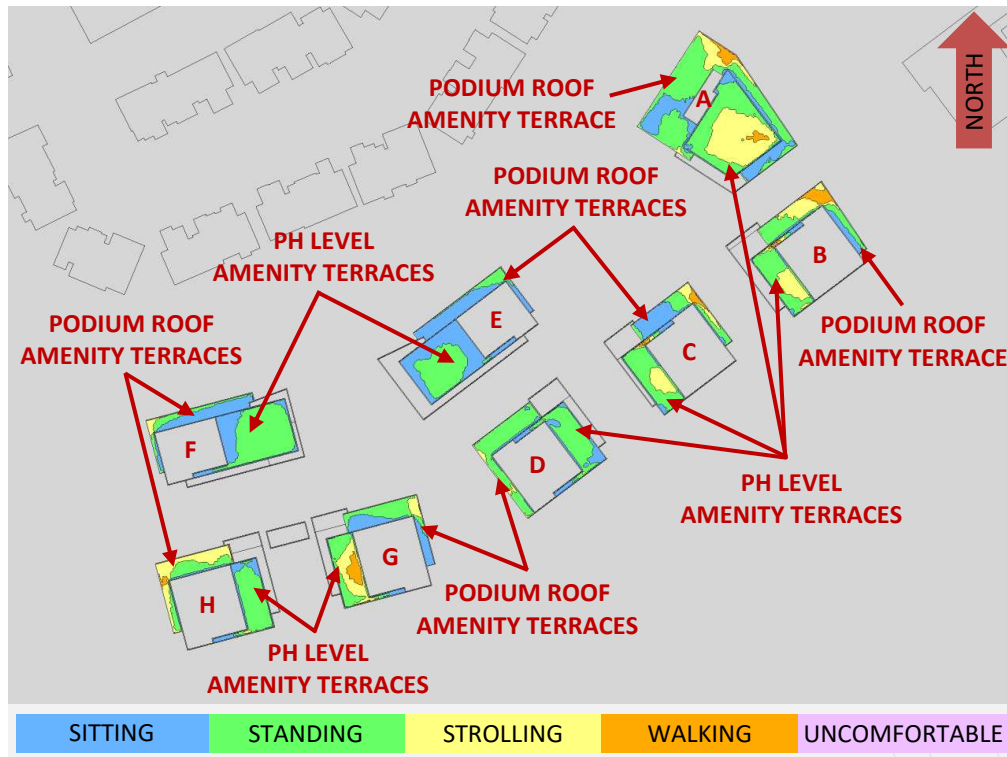 NORTH
PODIUM ROOF
AMENITY TERRACE
A
PODIUM ROOF
AMENITY TERRACES
PH LEVEL
AMENITY TERRACES
B
PODIUM ROOF
AMENITY TERRACES
E
PODIUM ROOF
AMENITY TERRACE
C
F
D
PH LEVEL
AMENITY TERRACES
G
H
PODIUM ROOF
AMENITY TERRACES
PH LEVEL
AMENITY TERRACES
SITTING
STANDING
STROLLING
WALKING
UNCOMFORTABLE